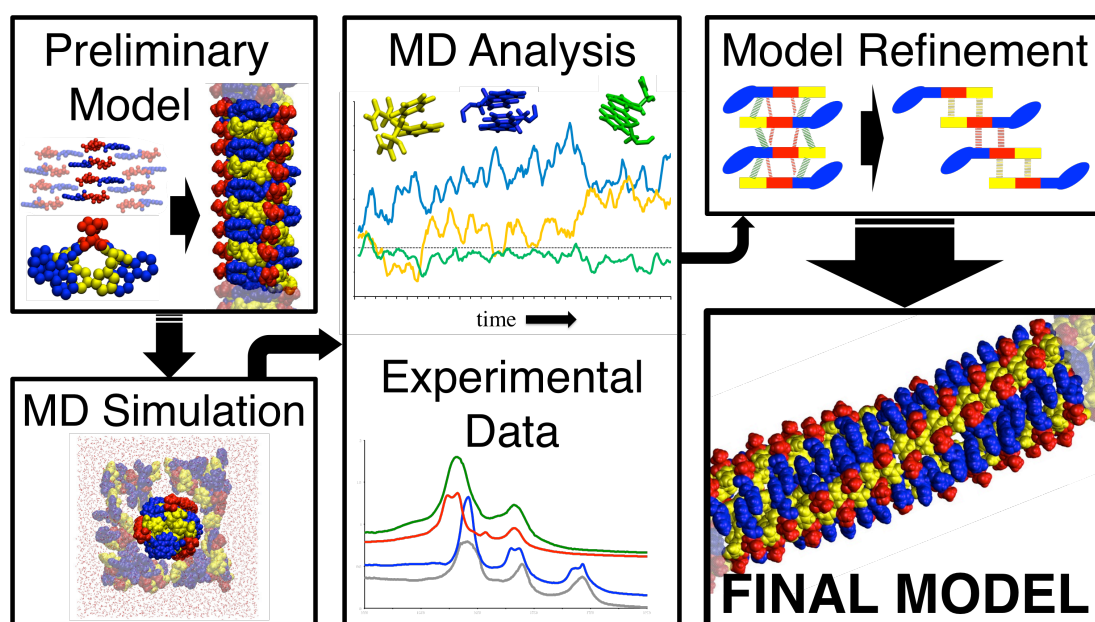 Preliminary
Model
MD Simulation
MD Analysis
time
Experimental
Data
Model Refinement
FINAL MODEL